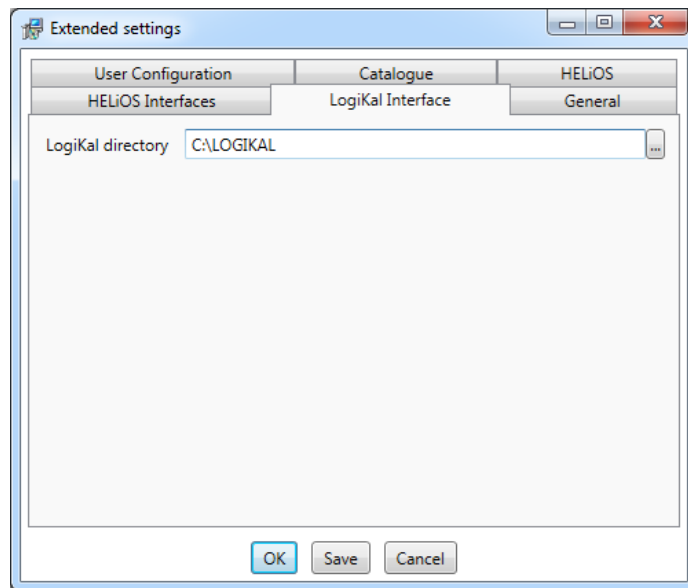 Extended settings
User Configuration Catalogue HELiOS
HELiOS Interfaces LogiKal Interface General
LogiKal directory C:\LOGIKAL ...
OK Save Cancel